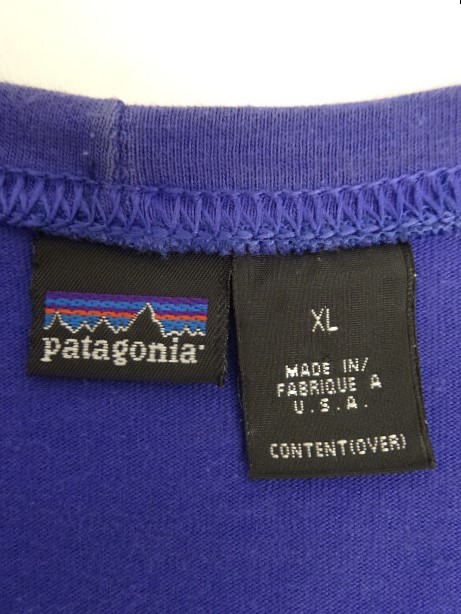 patagonia
XL
MADE IN/
FABRIQUE A
U.S.A.
CONTENT(OVER)